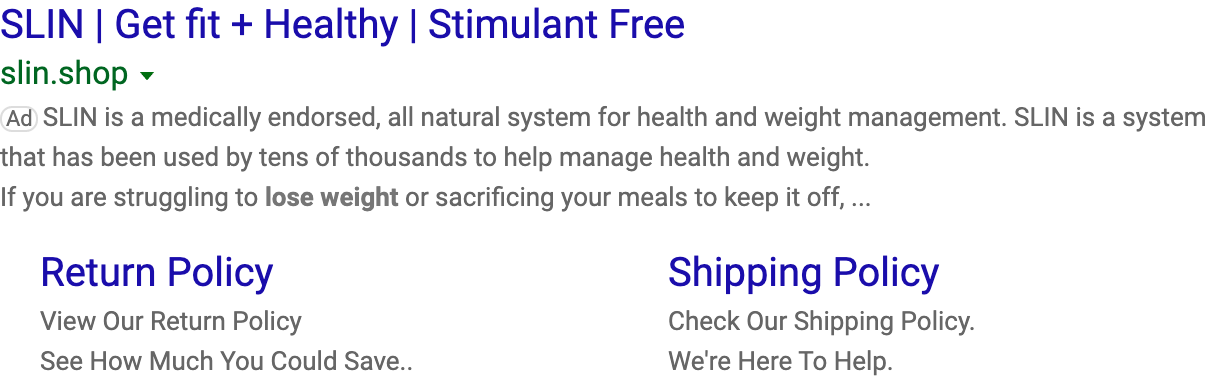 SLIN | Get fit + Healthy | Stimulant Free
slin.shop
Ad SLIN is a medically endorsed, all natural system for health and weight management. SLIN is a system
that has been used by tens of thousands to help manage health and weight.
If you are struggling to lose weight or sacrificing your meals to keep it off, ...
Return Policy
View Our Return Policy
See How Much You Could Save..
Shipping Policy
Check Our Shipping Policy.
We're Here To Help.